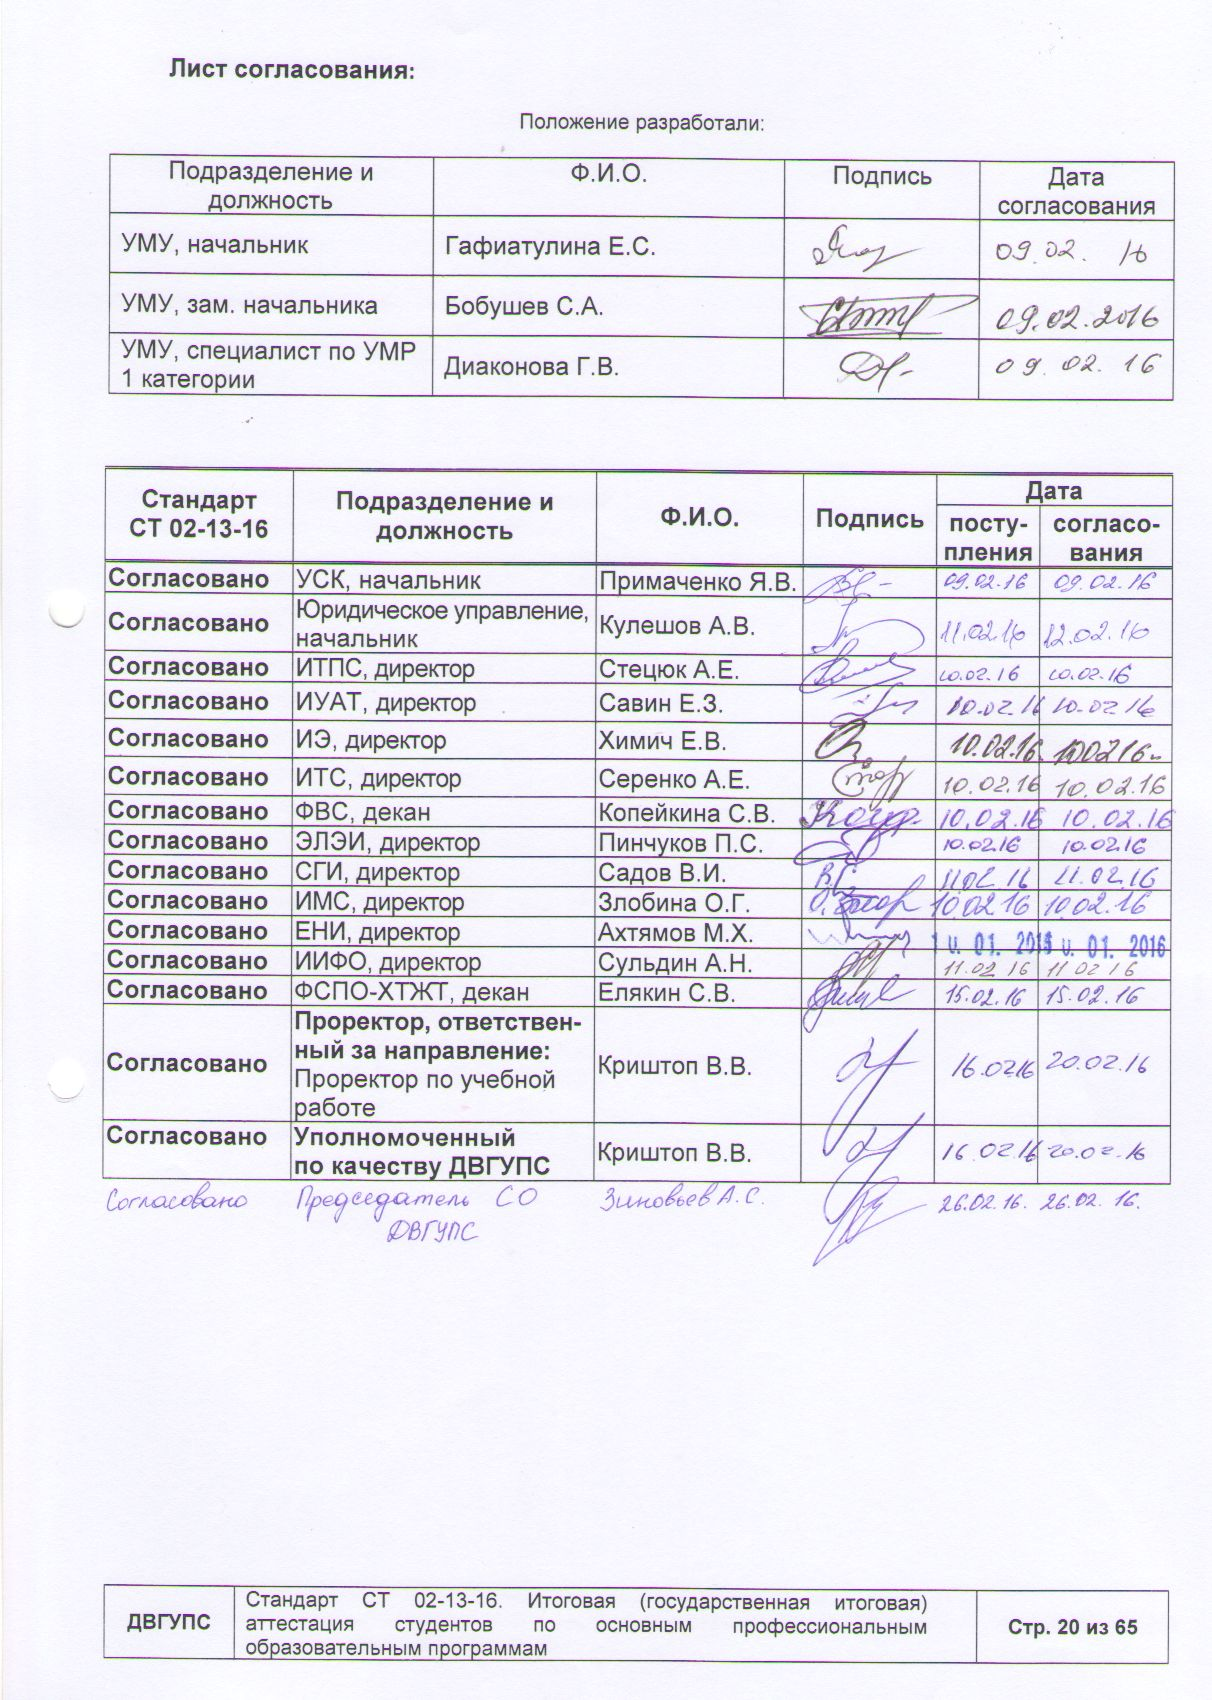 Лист согласования:
Положение разработали:
Подразделение и должность Ф.И.О. Подпись Дата согласования
УМУ, начальник Гафиатулина Е.С. 09.02. 16
УМУ, зам. начальника Бобушев С.А. 09.02.2016
УМУ, специалист по УМР 1 категории Диаконова Г.В. 09.02.16
Стандарт СТ 02-13-16 Подразделение и должность Ф.И.О. Подпись Дата
посту-пления согласо-вания
Согласовано УСК, начальник Примаченко Я.В. 09.02.16 09.02.16
Согласовано Юридическое управление, начальник Кулешов А.В. 11.02.16 12.02.16
Согласовано ИТПС, директор Стецюк А.Е. 10.02.16 10.02.16
Согласовано ИУАТ, директор Савин Е.З. 10.02.16 10.02.16
Согласовано ИЭ, директор Химич Е.В. 10.02.16 10.02.16
Согласовано ИТС, директор Серенко А.Е. 10.02.16 10.02.16
Согласовано ФВС, декан Копейкина С.В. 10.02.16 10.02.16
Согласовано ЭЛЭИ, директор Пинчуков П.С. 10.02.16 10.02.16
Согласовано СГИ, директор Садов В.И. 11.02.16 11.02.16
Согласовано ИМС, директор Злобина О.Г. 10.02.16 10.02.16
Согласовано ЕНИ, директор Ахтямов М.Х. 10. 01. 2016 10. 01. 2016
Согласовано ИИФО, директор Сульдин А.Н. 11.02.16 11.02.16
Согласовано ФСПО-ХТЖТ, декан Елякин С.В. 15.02.16 15.02.16
Согласовано Проректор, ответствен-ный за направление: Проректор по учебной работе Криштоп В.В. 16.02.16 20.02.16
Согласовано Уполномоченный по качеству ДВГУПС Криштоп В.В. 16.02.16 20.02.16
Согласовано Председатель СО ДВГУПС Зиновьев А.С. 26.02.16. 26.02.16.
ДВГУПС
Стандарт СТ 02-13-16. Итоговая (государственная итоговая)
аттестация студентов по основным профессиональным
образовательным программам
Стр. 20 из 65